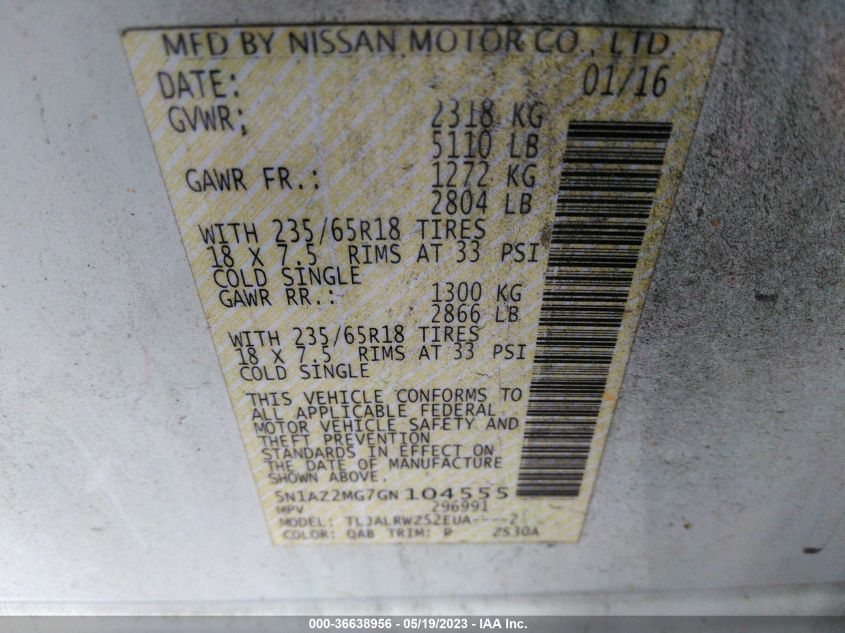 MFD BY NISSAN MOTOR CO., LTD.
DATE: 01/16
GVWR; 2318 KG
5110 LB
GAWR FR.: 1272 KG
2804 LB
WITH 235/65R18 TIRES
18 X 7.5 RIMS AT 33 PSI
COLD SINGLE
GAWR RR.: 1300 KG
2866 LB
WITH 235/65R18 TIRES
18 X 7.5 RIMS AT 33 PSI
COLD SINGLE
THIS VEHICLE CONFORMS TO
ALL APPLICABLE FEDERAL
MOTOR VEHICLE SAFETY AND
THEFT PREVENTION
STANDARDS IN EFFECT ON
THE DATE OF MANUFACTURE
SHOWN ABOVE.
5N1AZ2MG7GN104555
MPV 296991
MODEL: TLJALRWZ52EUA----2
COLOR: QAB TRIM: P 2S30A
000-36638956 - 05/19/2023 - IAA Inc.